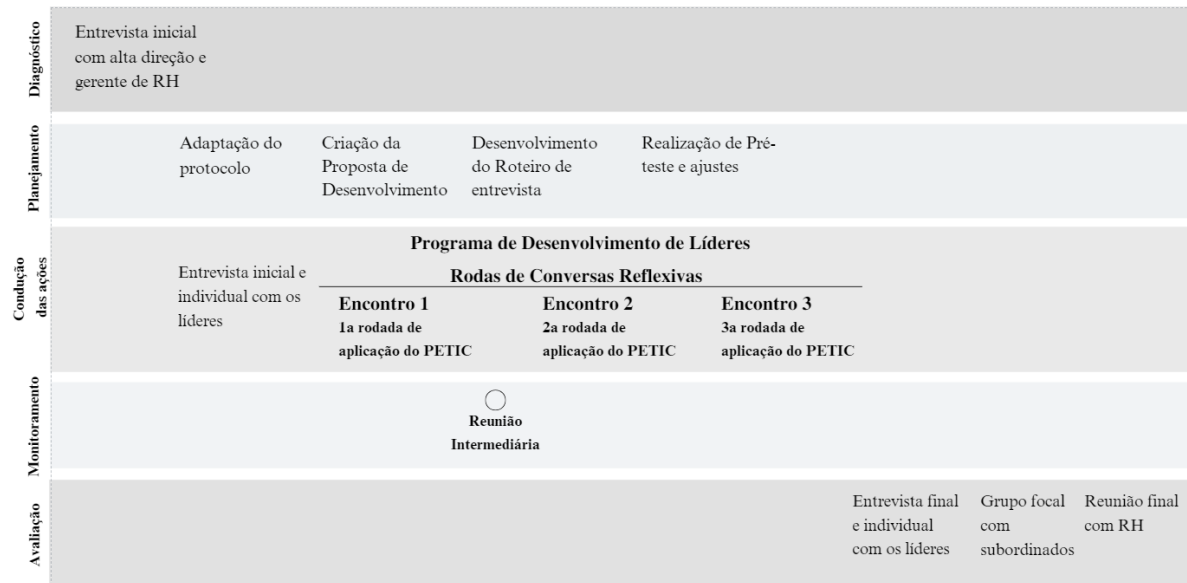 Diagnóstico
Entrevista inicial
com alta direção e
gerente de RH
Planejamento
Adaptação do
protocolo
Criação da
Proposta de
Desenvolvimento
Desenvolvimento
do Roteiro de
entrevista
Realização de Pré-
teste e ajustes
Condução
das ações
Entrevista inicial e
individual com os
líderes
Programa de Desenvolvimento de Líderes
Rodas de Conversas Reflexivas
Encontro 1
1a rodada de
aplicação do PETIC
Encontro 2
2a rodada de
aplicação do PETIC
Encontro 3
3a rodada de
aplicação do PETIC
Monitoramento
Reunião
Intermediária
Avaliação
Entrevista final
e individual
com os líderes
Grupo focal
com
subordinados
Reunião final
com RH